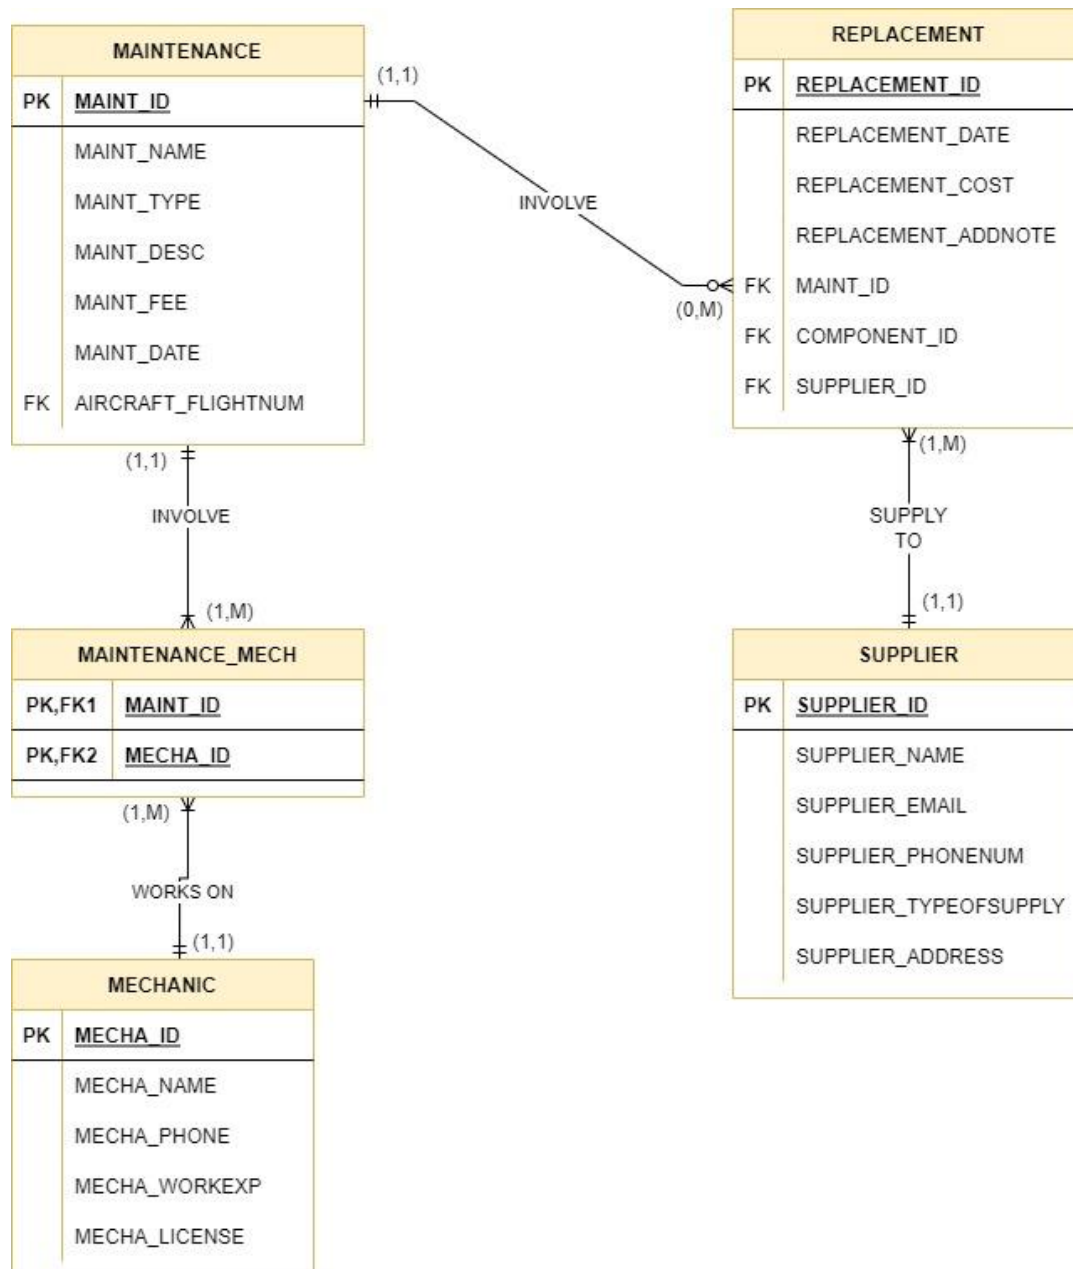 MAINTENANCE
PK MAINT_ID
MAINT_NAME
MAINT_TYPE
MAINT_DESC
MAINT_FEE
MAINT_DATE
FK AIRCRAFT_FLIGHTNUM
(1,1)
INVOLVE
(0,M)
REPLACEMENT
PK REPLACEMENT_ID
REPLACEMENT_DATE
REPLACEMENT_COST
REPLACEMENT_ADDNOTE
FK MAINT_ID
FK COMPONENT_ID
FK SUPPLIER_ID
(1,1)
INVOLVE
(1,M)
MAINTENANCE_MECH
PK,FK1 MAINT_ID
PK,FK2 MECHA_ID
(1,M)
WORKS ON
(1,1)
MECHANIC
PK MECHA_ID
MECHA_NAME
MECHA_PHONE
MECHA_WORKEXP
MECHA_LICENSE
(1,M)
SUPPLY
TO
(1,1)
SUPPLIER
PK SUPPLIER_ID
SUPPLIER_NAME
SUPPLIER_EMAIL
SUPPLIER_PHONENUM
SUPPLIER_TYPEOFSUPPLY
SUPPLIER_ADDRESS